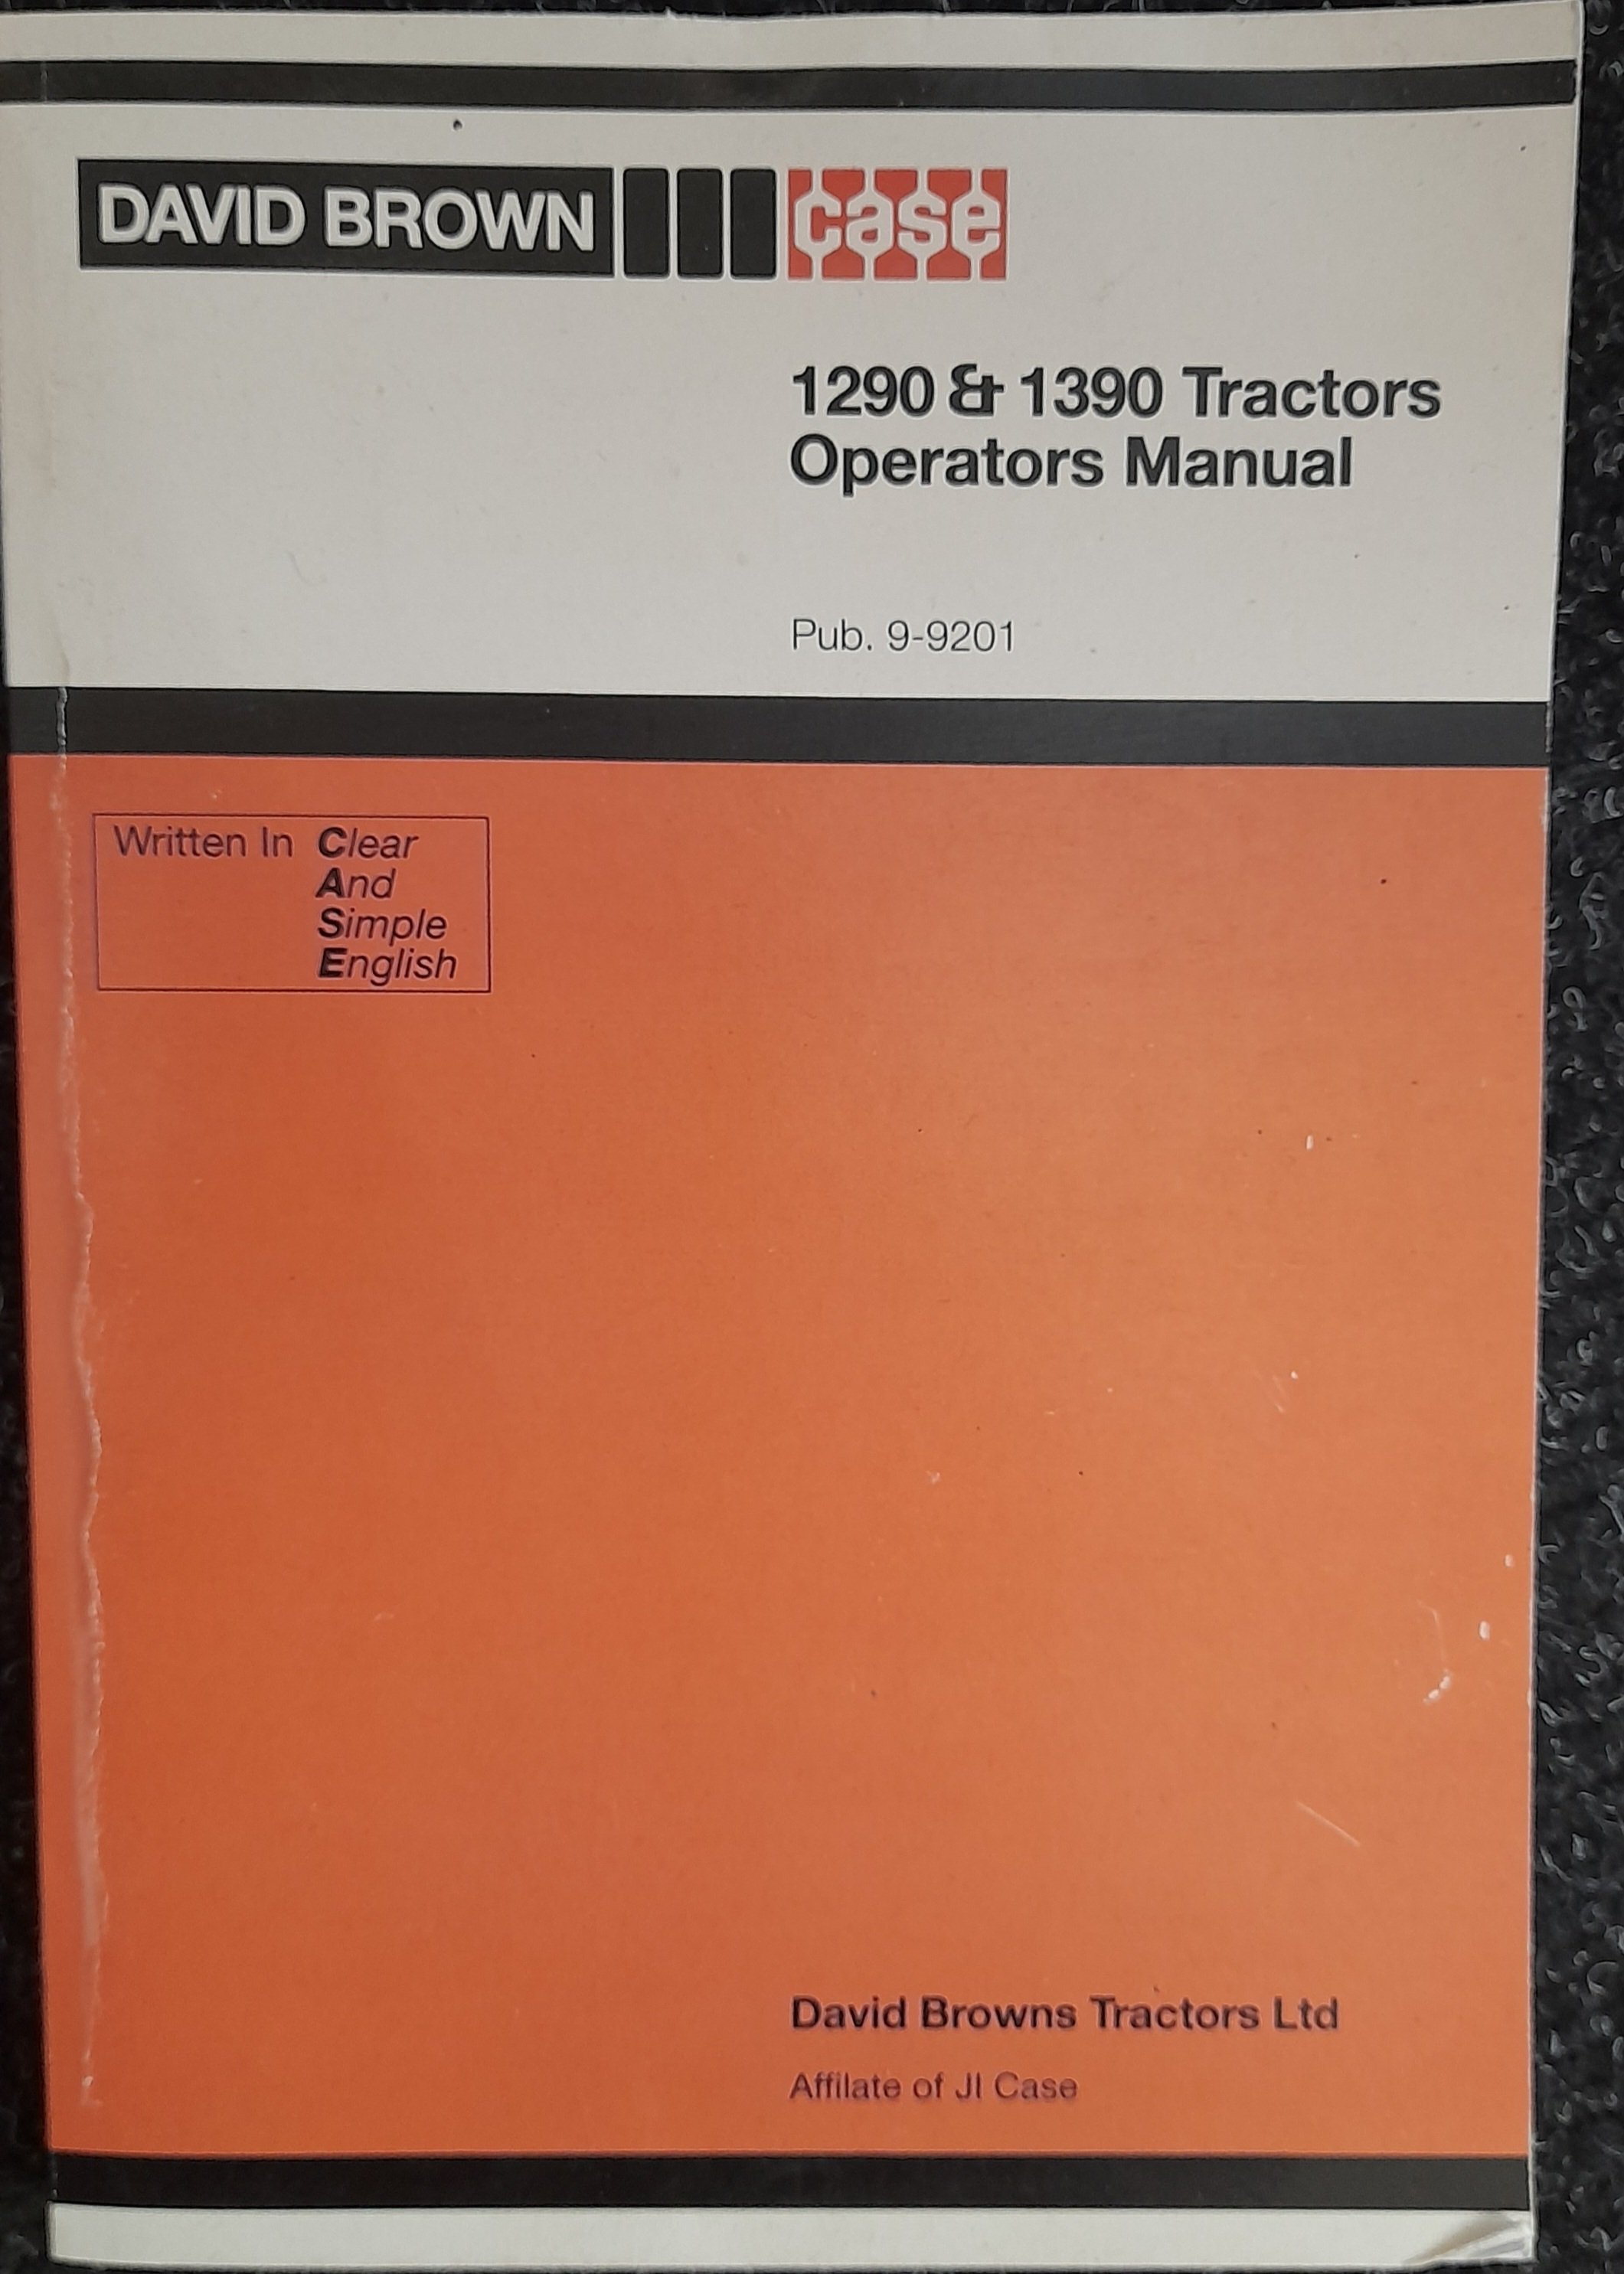 DAVID BROWN case
1290 & 1390 Tractors
Operators Manual
Pub. 9-9201
Written In Clear
And
Simple
English
David Browns Tractors Ltd
Affilate of JI Case